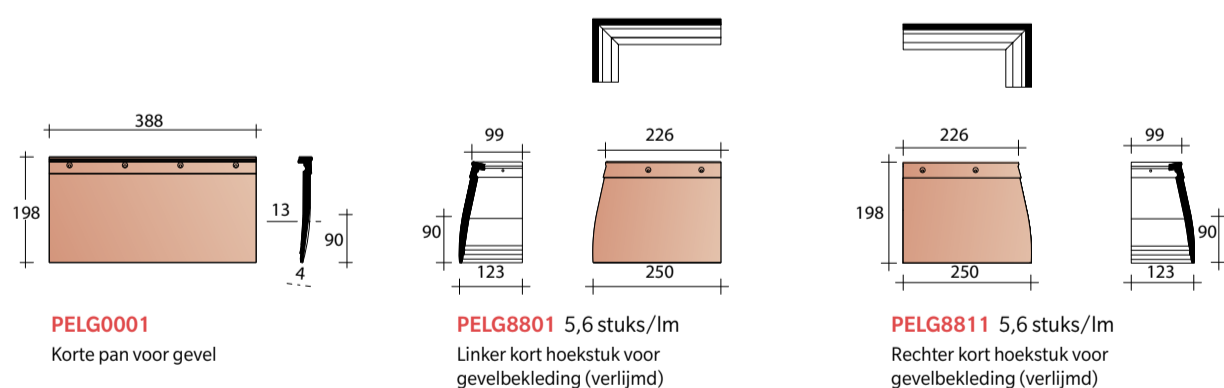 388
198
13
90
4
PELG0001
Korte pan voor gevel
99
226
90
123
250
PELG8801 5,6 stuks/lm
Linker kort hoekstuk voor
gevelbekleding (verlijmd)
226
99
198
90
250
123
PELG8811 5,6 stuks/lm
Rechter kort hoekstuk voor
gevelbekleding (verlijmd)